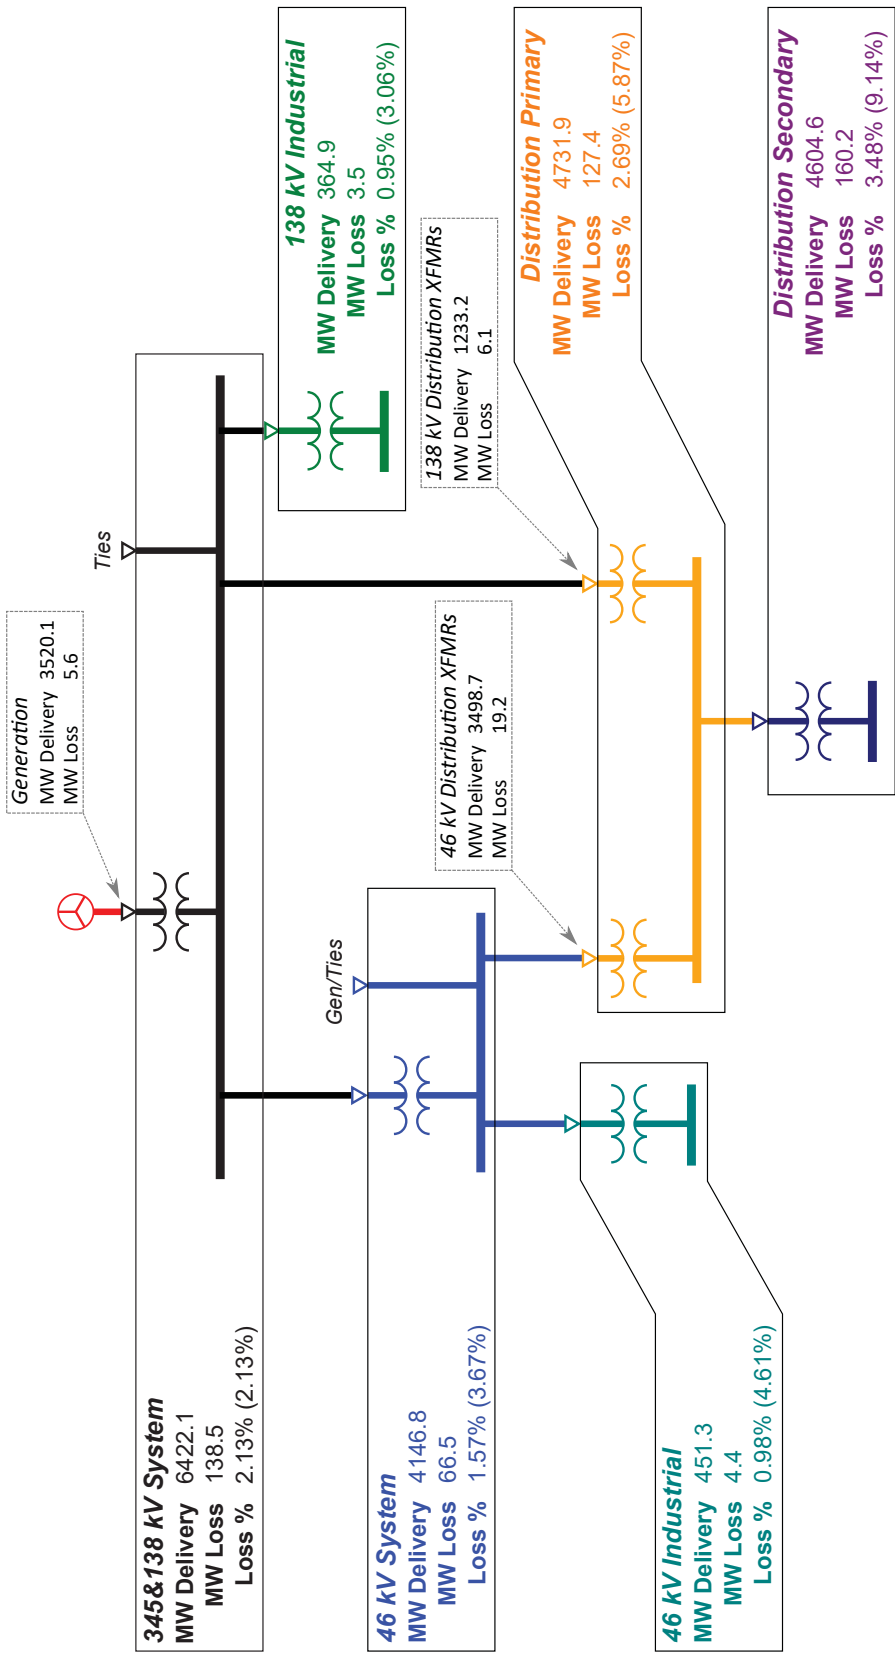 Generation
MW Delivery 3520.1
MW Loss 5.6
Ties
345&138 kV System
MW Delivery 6422.1
MW Loss 138.5
Loss % 2.13% (2.13%)
138 kV Industrial
MW Delivery 364.9
MW Loss 3.5
Loss % 0.95% (3.06%)
Gen/Ties
46 kV System
MW Delivery 4146.8
MW Loss 66.5
Loss % 1.57% (3.67%)
46 kV Distribution XFMRs
MW Delivery 3498.7
MW Loss 19.2
138 kV Distribution XFMRs
MW Delivery 1233.2
MW Loss 6.1
Distribution Primary
MW Delivery 4731.9
MW Loss 127.4
Loss % 2.69% (5.87%)
46 kV Industrial
MW Delivery 451.3
MW Loss 4.4
Loss % 0.98% (4.61%)
Distribution Secondary
MW Delivery 4604.6
MW Loss 160.2
Loss % 3.48% (9.14%)